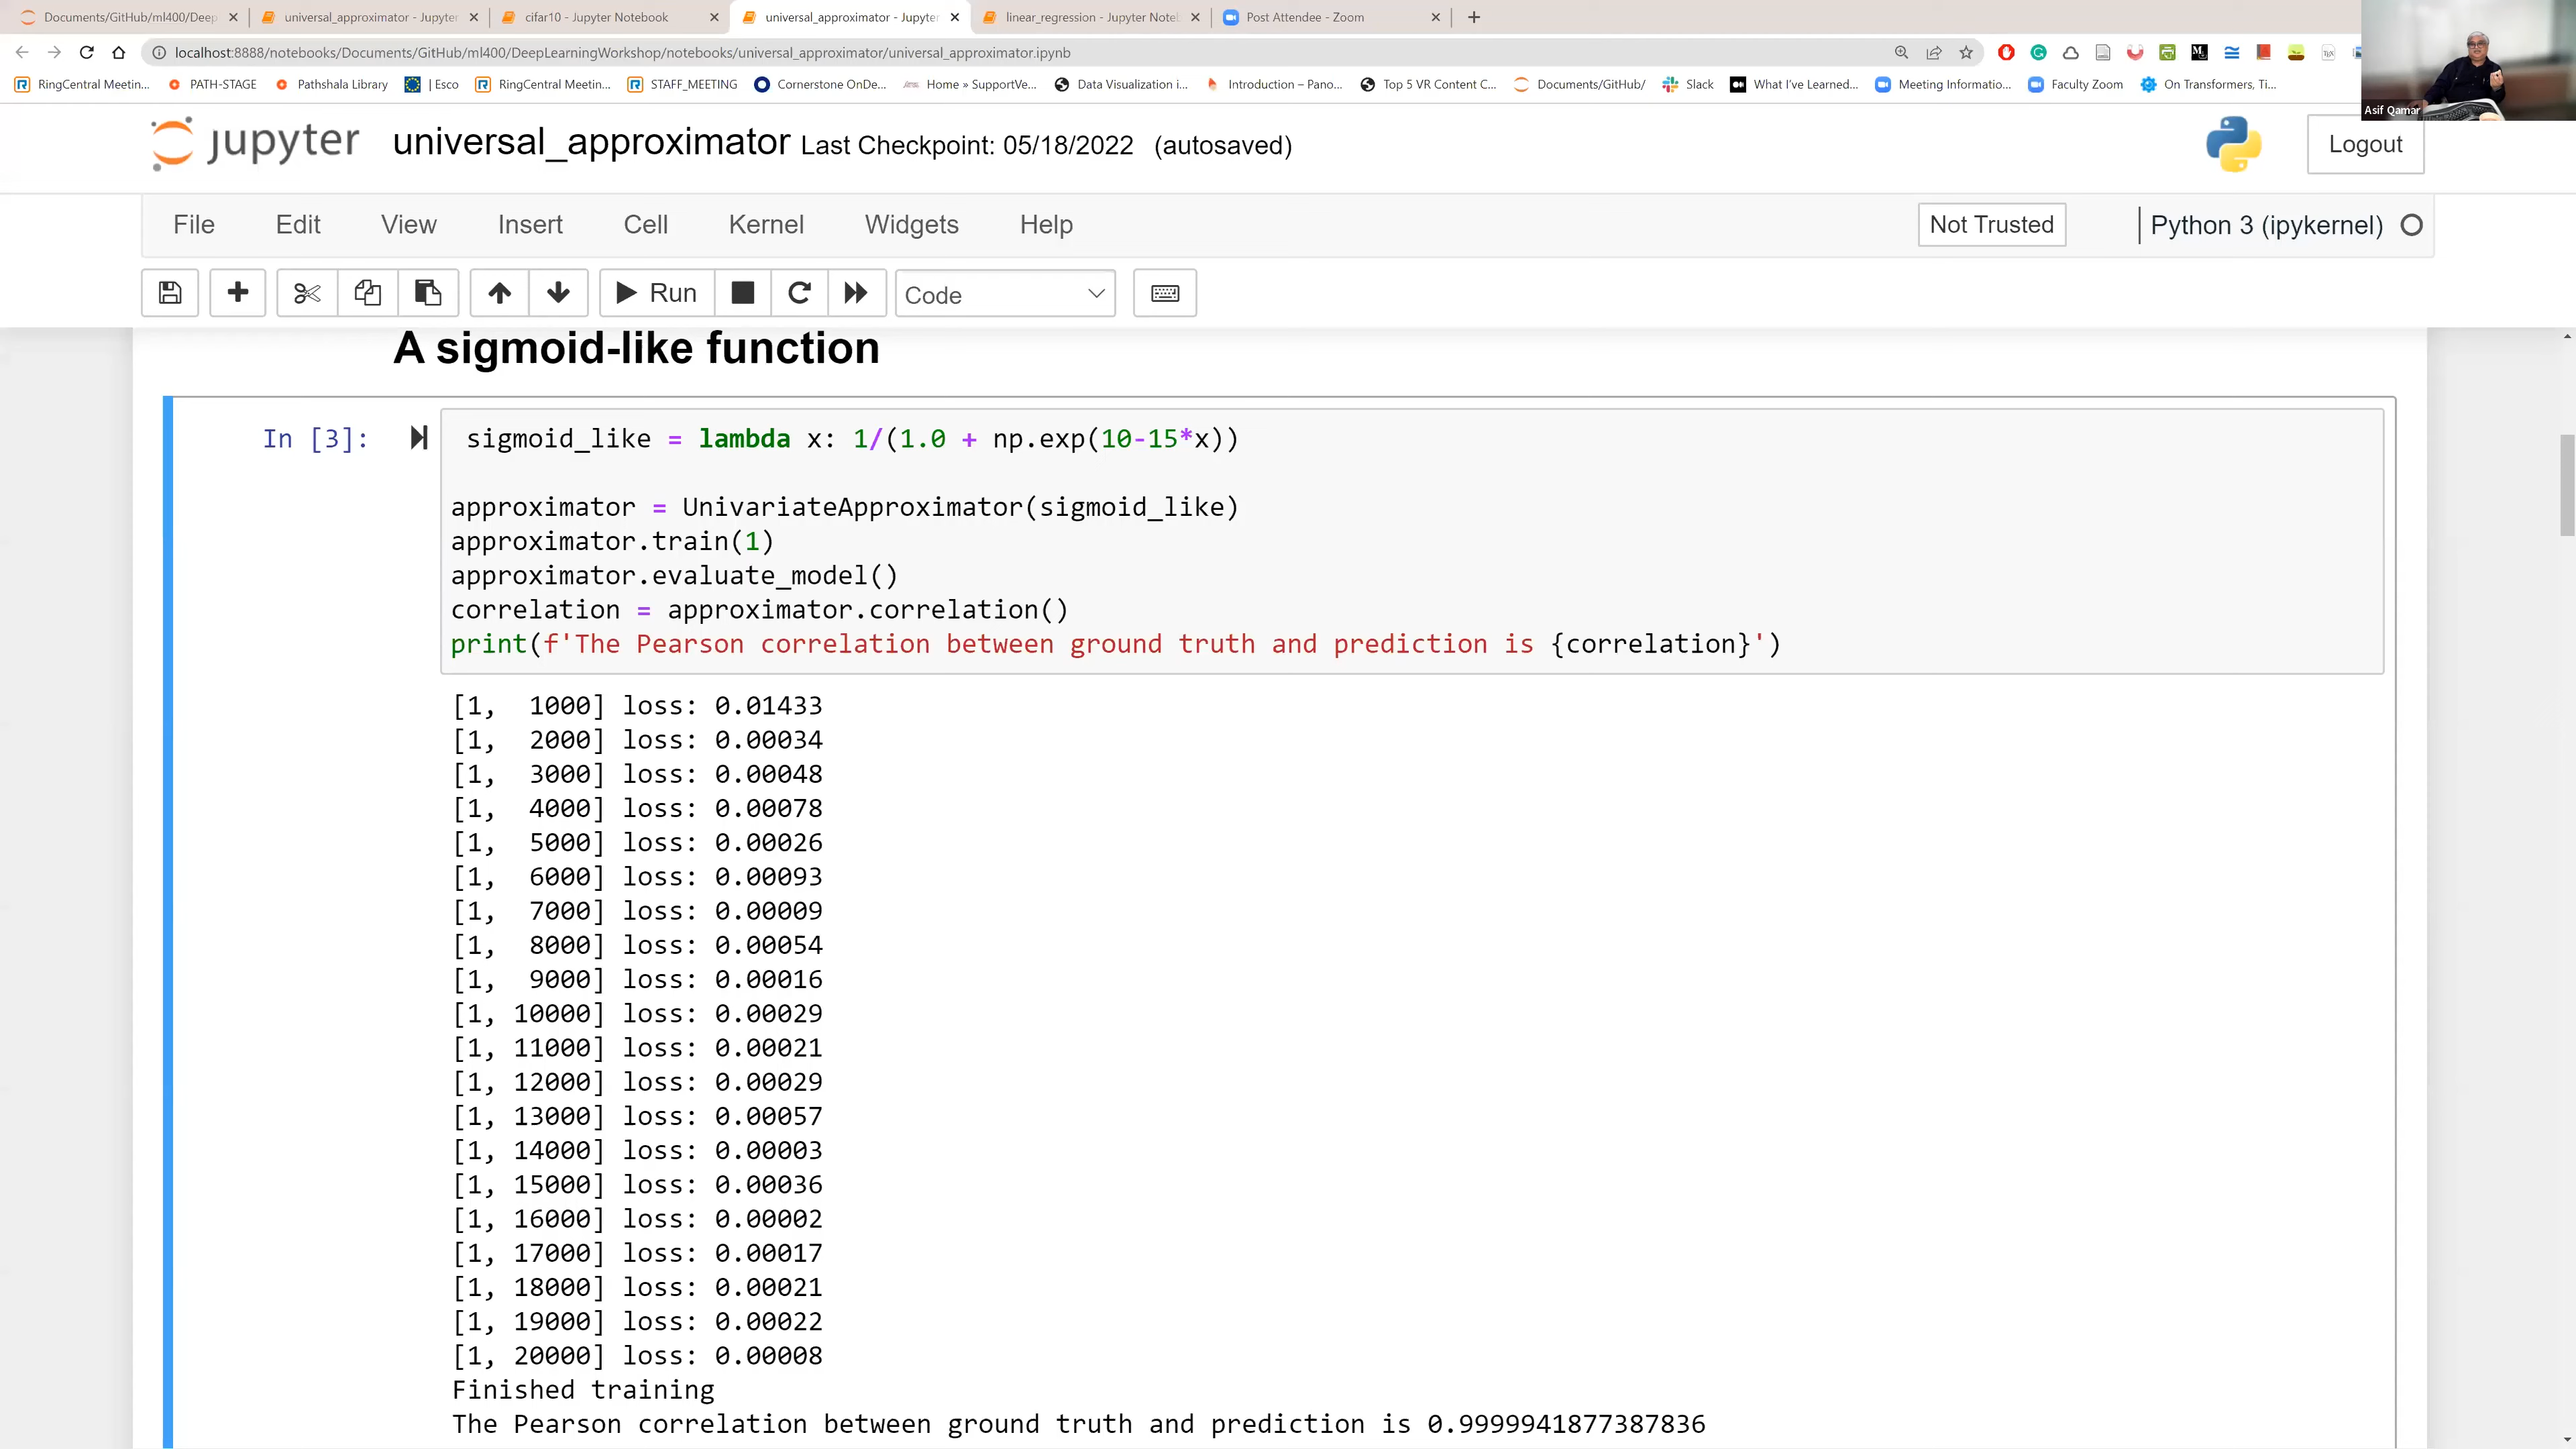 Documents/GitHub/ml400/Deep
universal_approximator - Jupyter
cifar10 - Jupyter Notebook
universal_approximator - Jupyter
linear_regression - Jupyter Noteb
Post Attendee - Zoom
localhost:8888/notebooks/Documents/GitHub/ml400/DeepLearningWorkshop/notebooks/universal_approximator/universal_approximator.ipynb
RingCentral Meetin...
PATH-STAGE
Pathshala Library
| Esco
RingCentral Meetin...
STAFF_MEETING
Cornerstone OnDe...
Home » SupportVe...
Data Visualization i...
Introduction – Pano...
Top 5 VR Content C...
Documents/GitHub/
Slack
What I've Learned...
Meeting Informatio...
Faculty Zoom
On Transformers, Ti...
Asif Qamar
jupyter universal_approximator Last Checkpoint: 05/18/2022 (autosaved)
Logout
File Edit View Insert Cell Kernel Widgets Help
Not Trusted
Python 3 (ipykernel)
Run
Code
A sigmoid-like function
In [3]:
sigmoid_like = lambda x: 1/(1.0 + np.exp(10-15*x))
approximator = UnivariateApproximator(sigmoid_like)
approximator.train(1)
approximator.evaluate_model()
correlation = approximator.correlation()
print(f'The Pearson correlation between ground truth and prediction is {correlation}')
[1,  1000] loss: 0.01433
[1,  2000] loss: 0.00034
[1,  3000] loss: 0.00048
[1,  4000] loss: 0.00078
[1,  5000] loss: 0.00026
[1,  6000] loss: 0.00093
[1,  7000] loss: 0.00009
[1,  8000] loss: 0.00054
[1,  9000] loss: 0.00016
[1, 10000] loss: 0.00029
[1, 11000] loss: 0.00021
[1, 12000] loss: 0.00029
[1, 13000] loss: 0.00057
[1, 14000] loss: 0.00003
[1, 15000] loss: 0.00036
[1, 16000] loss: 0.00002
[1, 17000] loss: 0.00017
[1, 18000] loss: 0.00021
[1, 19000] loss: 0.00022
[1, 20000] loss: 0.00008
Finished training
The Pearson correlation between ground truth and prediction is 0.9999941877387836